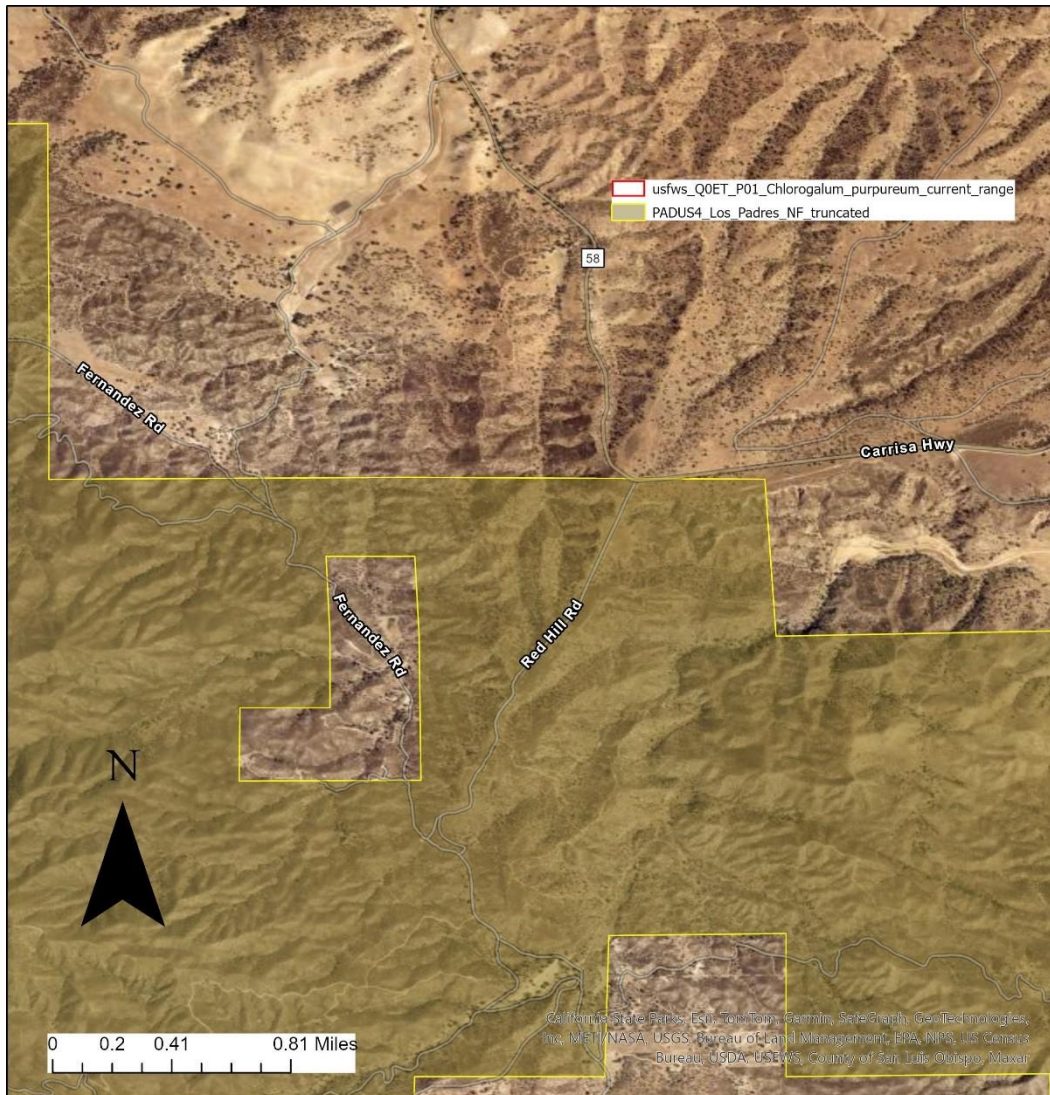 usfws_Q0ET_P01_Chlorogalum_purpureum_current_range
PADUS4_Los_Padres_NF_truncated
58
Fernandez Rd
Carrisa Hwy
Fernandez Rd
Red Hill Rd
N
0 0.2 0.41 0.81 Miles
California State Parks, Esri, TomTom, Garmin, SafeGraph, GeoTechnologies,
Inc, METI/NASA, USGS, Bureau of Land Management, EPA, NPS, US Census
Bureau, USDA, USFWS, County of San Luis Obispo, Maxar